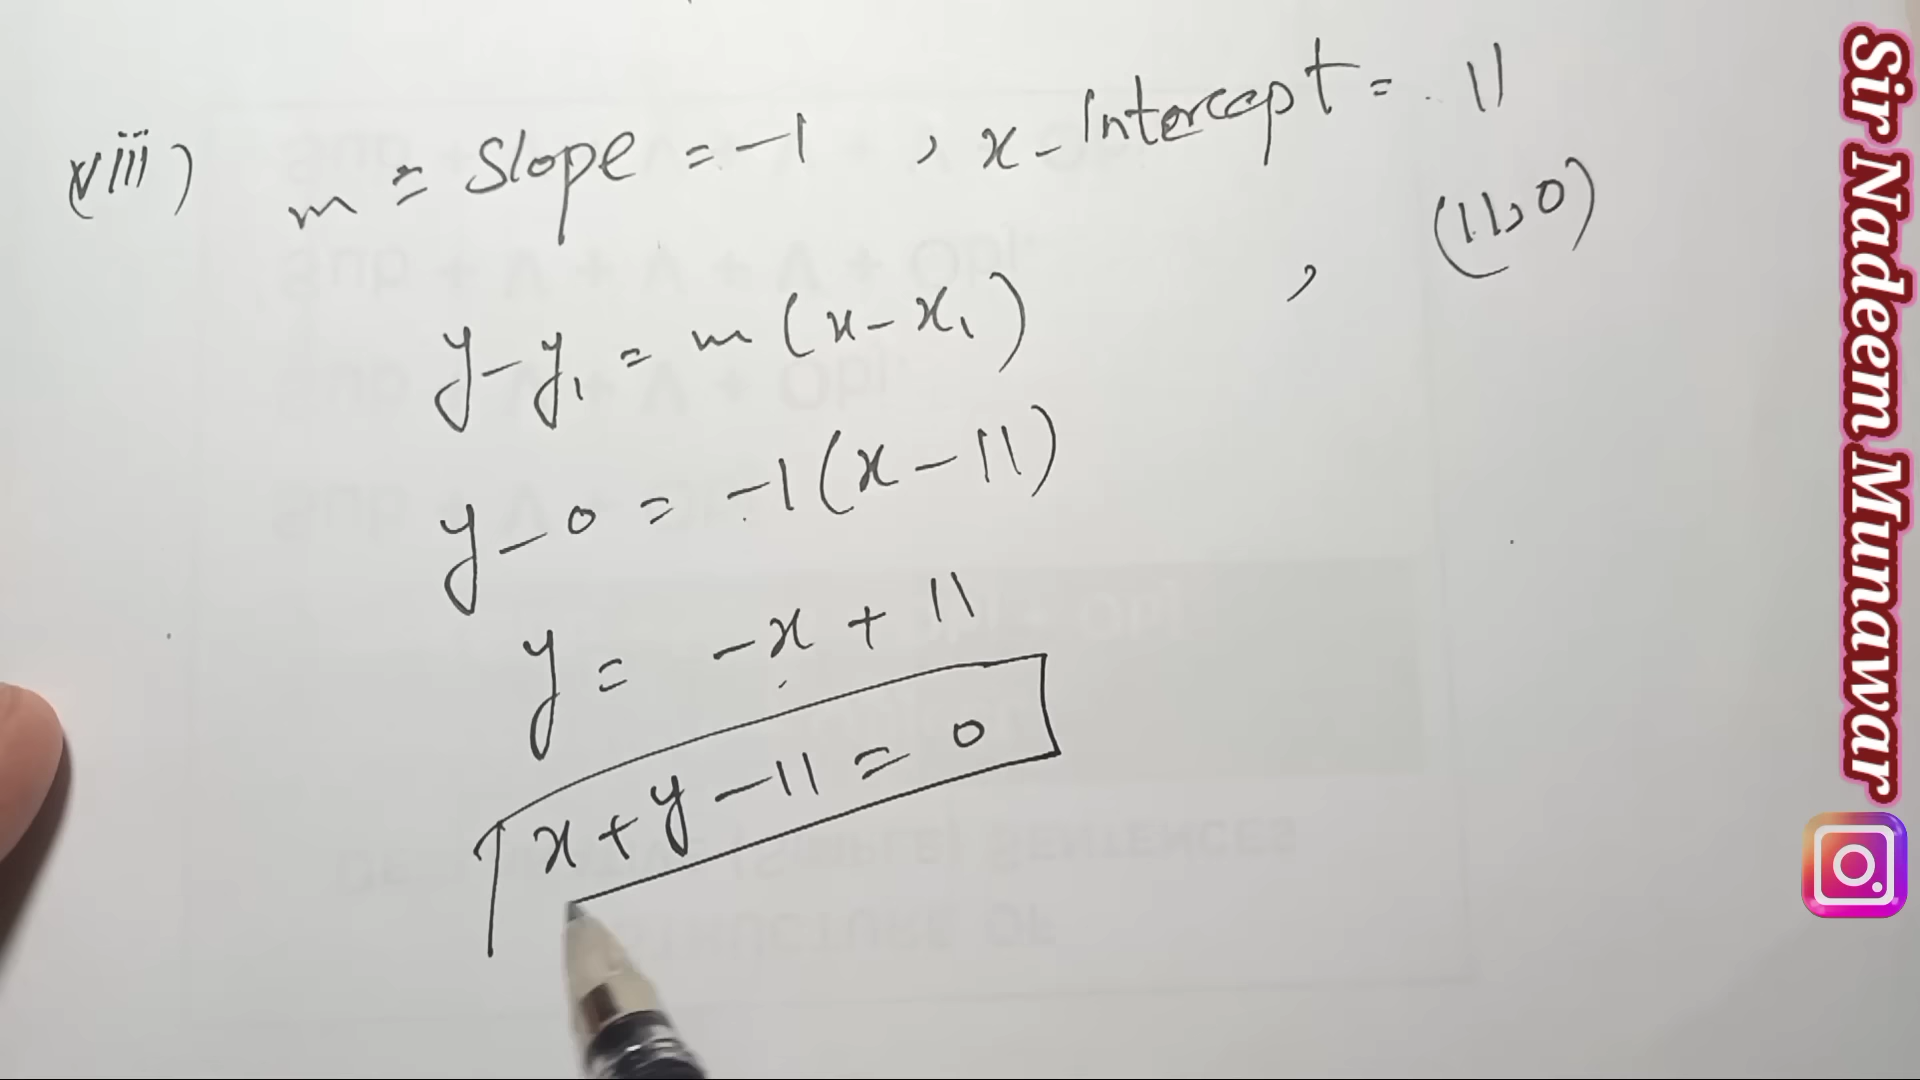 (viii) m = Slope = -1 , x-Intercept = 11
, (11,0)
y-y₁ = m(x-x₁)
y-0 = -1(x-11)
y = -x+11
x+y-11=0
Sir Nadeem Munawar